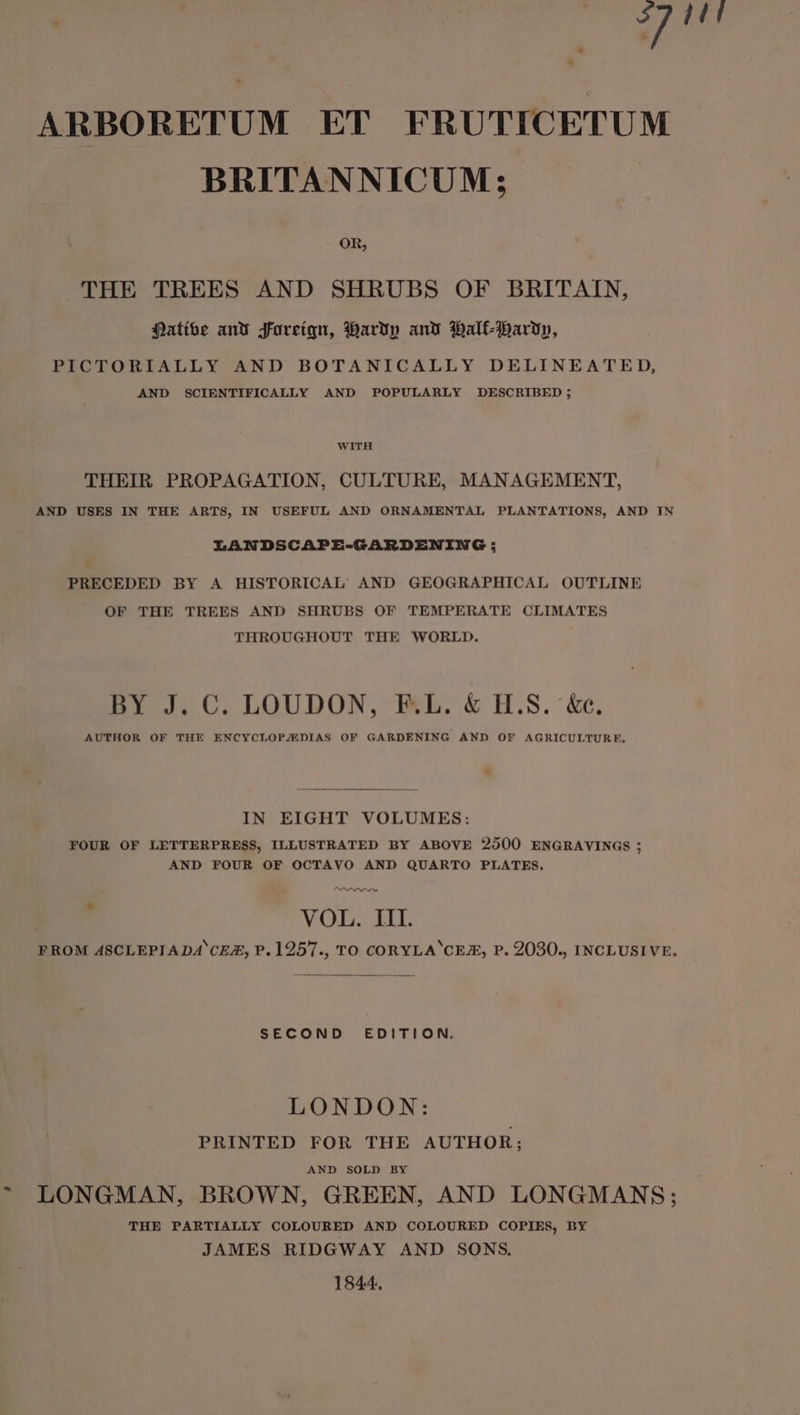 ARBORETUM ET FRUTICETUM
BRITANNICUM;
OR,
THE TREES AND SHRUBS OF BRITAIN,
Native and Foreign, Hardy and Half-Hardy,
PICTORIALLY AND BOTANICALLY DELINEATED,
AND SCIENTIFICALLY AND POPULARLY DESCRIBED;
WITH
THEIR PROPAGATION, CULTURE, MANAGEMENT,
AND USES IN THE ARTS, IN USEFUL AND ORNAMENTAL PLANTATIONS, AND IN
LANDSCAPE-GARDENING;
PRECEDED BY A HISTORICAL AND GEOGRAPHICAL OUTLINE
OF THE TREES AND SHRUBS OF TEMPERATE CLIMATES
THROUGHOUT THE WORLD.
BY J. C. LOUDON, F.L. & H.S. &c.
AUTHOR OF THE ENCYCLOPÆDIAS OF GARDENING AND OF AGRICULTURE.
IN EIGHT VOLUMES:
FOUR OF LETTERPRESS, ILLUSTRATED BY ABOVE 2500 ENGRAVINGS;
AND FOUR OF OCTAVO AND QUARTO PLATES.
VOL. III.
FROM ASCLEPIADA`CEÆ, P. 1257., TO CORYLA`CEÆ, P. 2030., INCLUSIVE.
SECOND EDITION.
LONDON:
PRINTED FOR THE AUTHOR;
AND SOLD BY
LONGMAN, BROWN, GREEN, AND LONGMANS;
THE PARTIALLY COLOURED AND COLOURED COPIES, BY
JAMES RIDGWAY AND SONS.
1844.